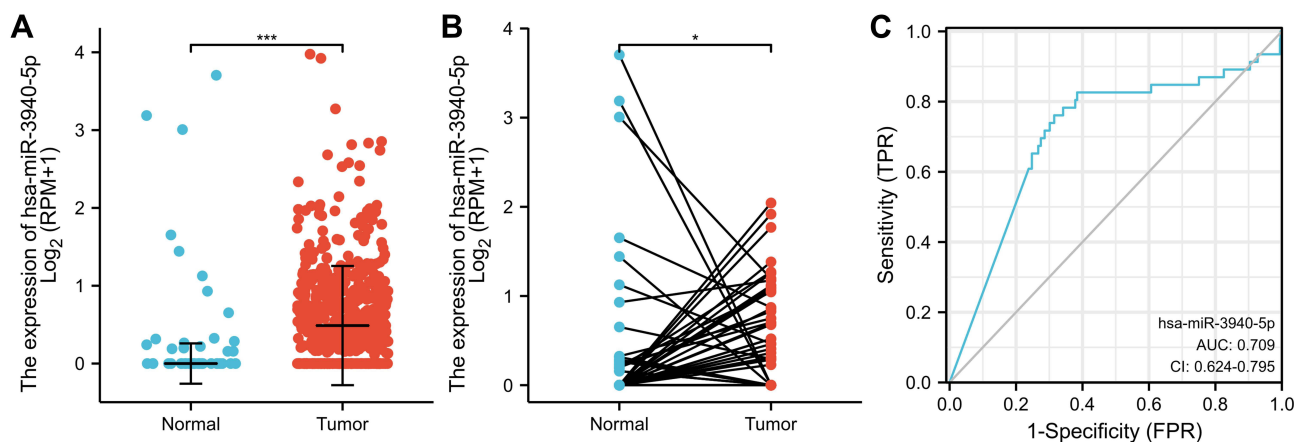 A
The expression of hsa-miR-3940-5p
Log2 (RPM+1)
4
3
2
1
0
***
Normal
Tumor
B
The expression of hsa-miR-3940-5p
Log2 (RPM+1)
4
3
2
1
0
*
Normal
Tumor
C
Sensitivity (TPR)
1.0
0.8
0.6
0.4
0.2
0.0
hsa-miR-3940-5p
AUC: 0.709
CI: 0.624-0.795
0.0 0.2 0.4 0.6 0.8 1.0
1-Specificity (FPR)